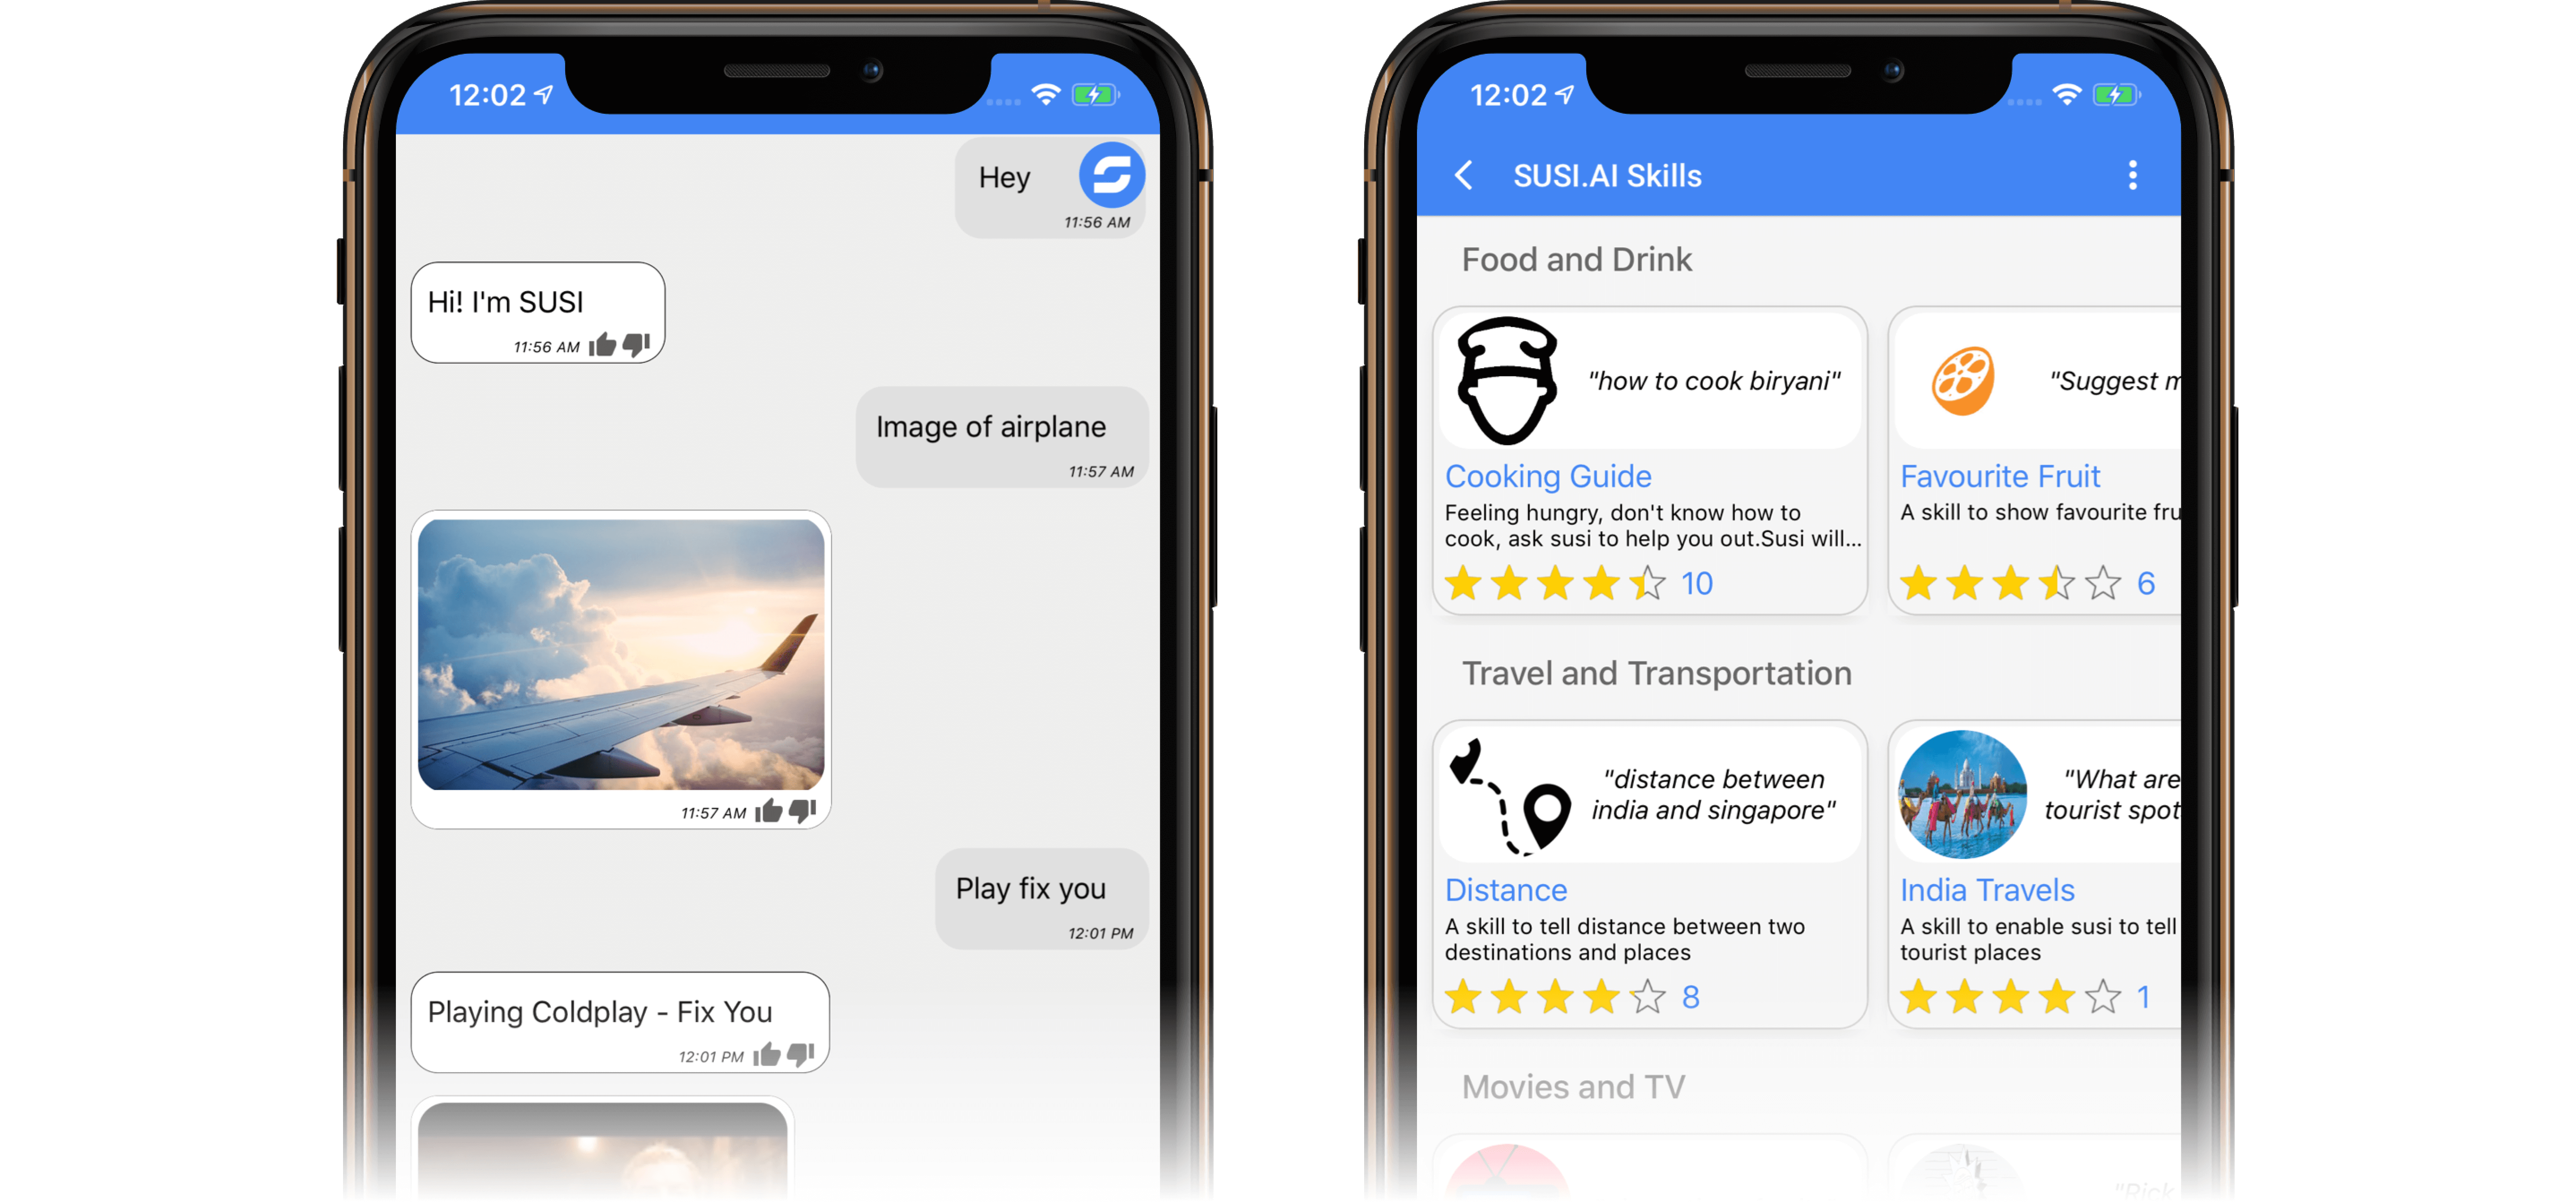 12:02
Hey
11:56 AM
Hi! I'm SUSI
11:56 AM
Image of airplane
11:57 AM
11:57 AM
Play fix you
12:01 PM
Playing Coldplay - Fix You
12:01 PM
12:02
SUSI.AI Skills
Food and Drink
"how to cook biryani"
"Suggest m
Cooking Guide
Favourite Fruit
Feeling hungry, don't know how to
cook, ask susi to help you out.Susi will...
A skill to show favourite fru
10
6
Travel and Transportation
"distance between
india and singapore"
"What are
tourist spot
Distance
India Travels
A skill to tell distance between two
destinations and places
A skill to enable susi to tell
tourist places
8
1
Movies and TV
"Rick